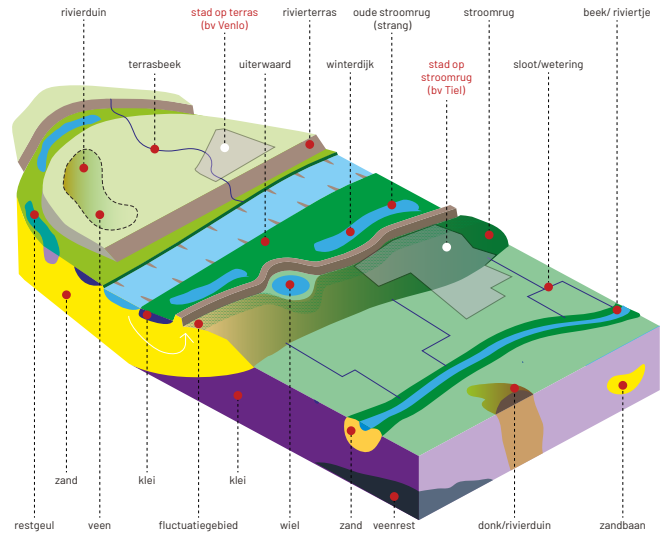 rivierduin
stad op terras
(bv Venlo)
rivierterras
oude stroomrug
(strang)
stroomrug
beek/ riviertje
terrasbeek
uiterwaard
winterdijk
stad op
stroomrug
(bv Tiel)
sloot/wetering
zand
klei
klei
restgeul
veen
fluctuatiegebied
wiel
zand
veenrest
donk/rivierduin
zandbaan